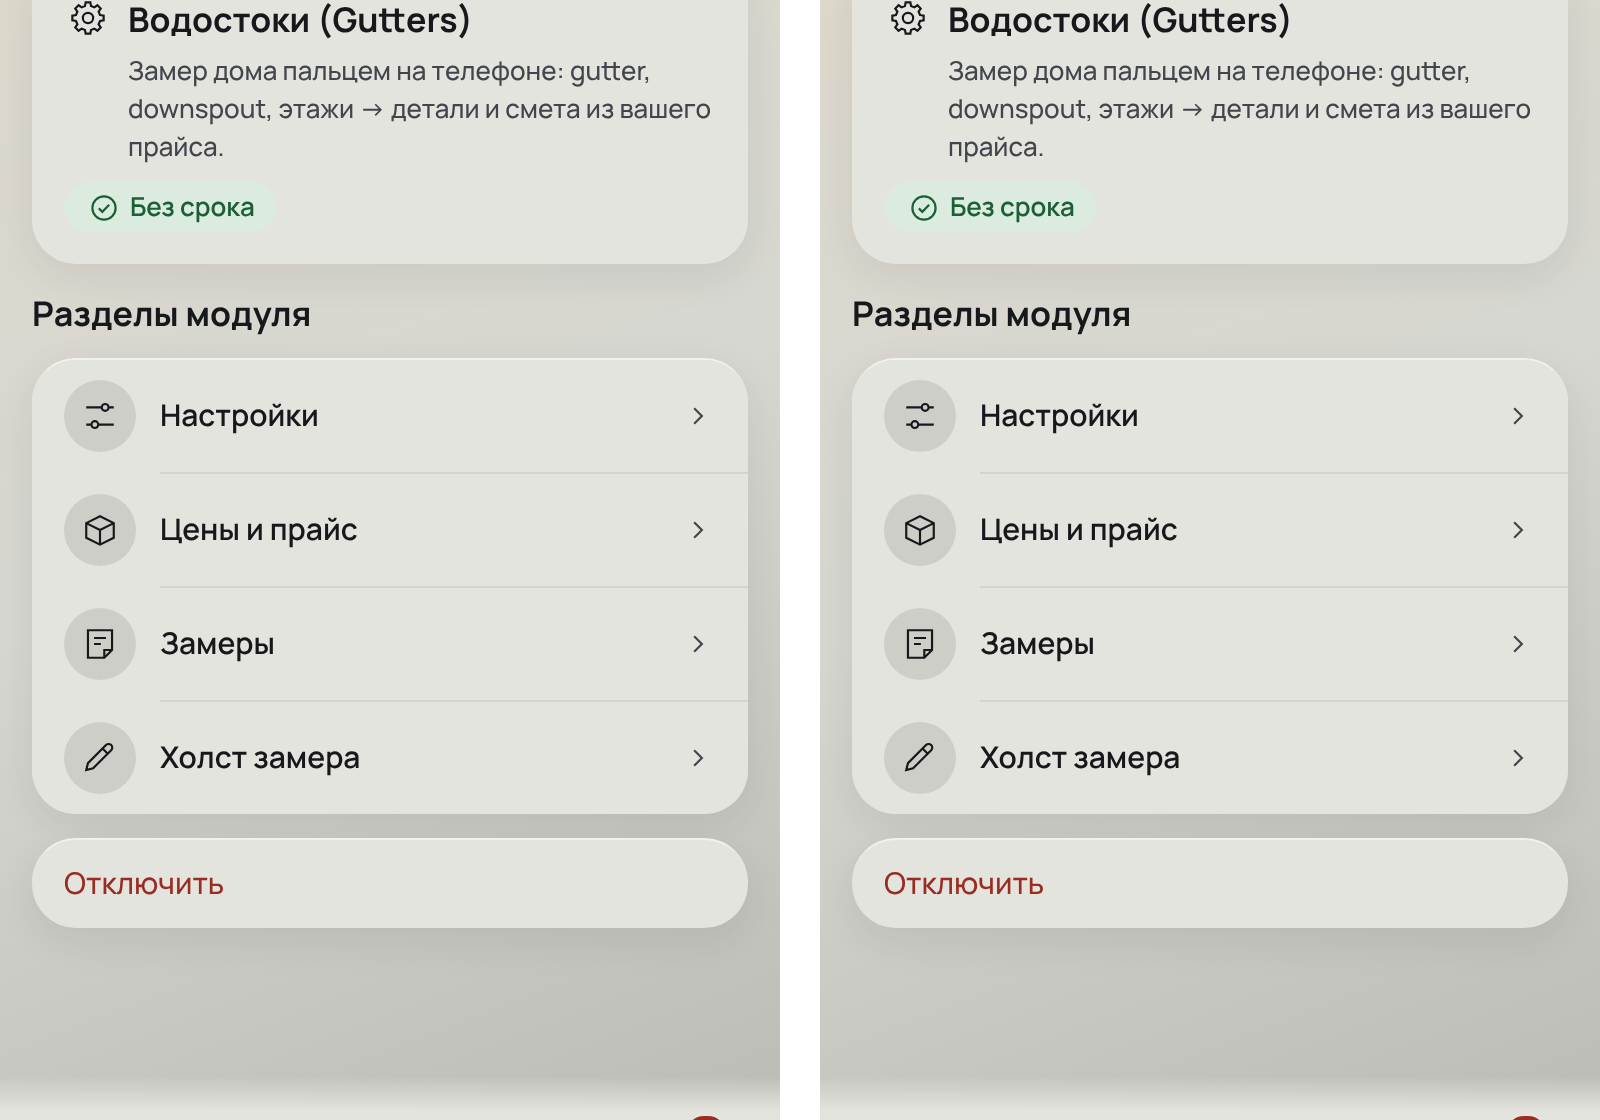 Водостоки (Gutters)
Замер дома пальцем на телефоне: gutter,
downspout, этажи → детали и смета из вашего
прайса.
Без срока
Разделы модуля
Настройки
Цены и прайс
Замеры
Холст замера
Отключить
Водостоки (Gutters)
Замер дома пальцем на телефоне: gutter,
downspout, этажи → детали и смета из вашего
прайса.
Без срока
Разделы модуля
Настройки
Цены и прайс
Замеры
Холст замера
Отключить